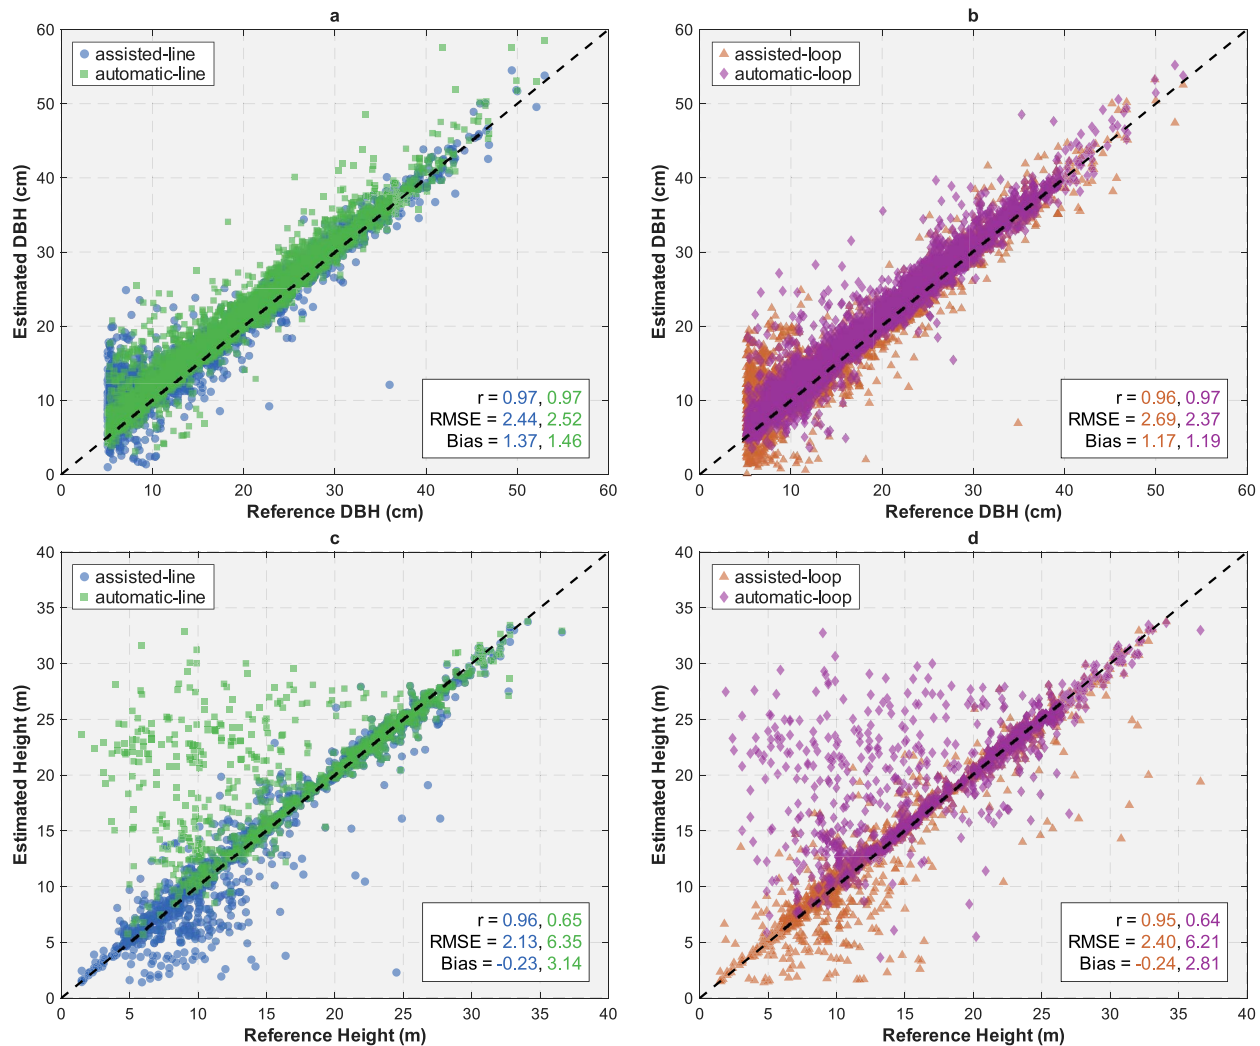 a
60
50
40
30
20
10
0
Estimated DBH (cm)
assisted-line
automatic-line
r = 0.97, 0.97
RMSE = 2.44, 2.52
Bias = 1.37, 1.46
0 10 20 30 40 50 60
Reference DBH (cm)
b
60
50
40
30
20
10
0
Estimated DBH (cm)
assisted-loop
automatic-loop
r = 0.96, 0.97
RMSE = 2.69, 2.37
Bias = 1.17, 1.19
0 10 20 30 40 50 60
Reference DBH (cm)
c
40
35
30
25
20
15
10
5
0
Estimated Height (m)
assisted-line
automatic-line
r = 0.96, 0.65
RMSE = 2.13, 6.35
Bias = -0.23, 3.14
0 5 10 15 20 25 30 35 40
Reference Height (m)
d
40
35
30
25
20
15
10
5
0
Estimated Height (m)
assisted-loop
automatic-loop
r = 0.95, 0.64
RMSE = 2.40, 6.21
Bias = -0.24, 2.81
0 5 10 15 20 25 30 35 40
Reference Height (m)